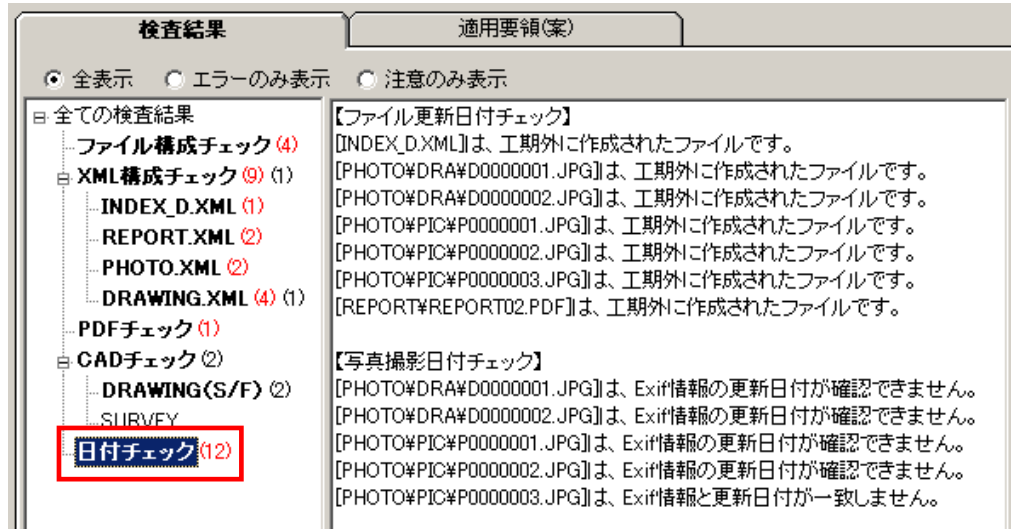 検査結果
適用要領(案)
全表示 エラーのみ表示 注意のみ表示
全ての検査結果
ファイル構成チェック (4)
XML構成チェック (9) (1)
INDEX_D.XML (1)
REPORT.XML (2)
PHOTO.XML (2)
DRAWING.XML (4) (1)
PDFチェック (1)
CADチェック (2)
DRAWING(S/F) (2)
SURVEY
日付チェック (12)
【ファイル更新日付チェック】
[INDEX_D.XML]は、工期外に作成されたファイルです。
[PHOTO¥DRA¥D0000001.JPG]は、工期外に作成されたファイルです。
[PHOTO¥DRA¥D0000002.JPG]は、工期外に作成されたファイルです。
[PHOTO¥PIC¥P0000001.JPG]は、工期外に作成されたファイルです。
[PHOTO¥PIC¥P0000002.JPG]は、工期外に作成されたファイルです。
[PHOTO¥PIC¥P0000003.JPG]は、工期外に作成されたファイルです。
[REPORT¥REPORT02.PDF]は、工期外に作成されたファイルです。
【写真撮影日付チェック】
[PHOTO¥DRA¥D0000001.JPG]は、Exif情報の更新日付が確認できません。
[PHOTO¥DRA¥D0000002.JPG]は、Exif情報の更新日付が確認できません。
[PHOTO¥PIC¥P0000001.JPG]は、Exif情報の更新日付が確認できません。
[PHOTO¥PIC¥P0000002.JPG]は、Exif情報の更新日付が確認できません。
[PHOTO¥PIC¥P0000003.JPG]は、Exif情報と更新日付が一致しません。